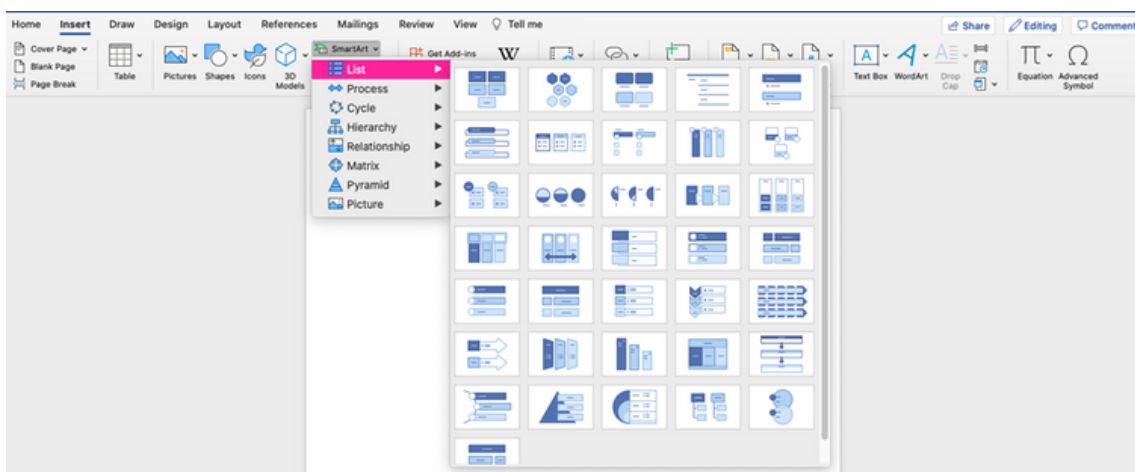 Home Insert Draw Design Layout References Mailings Review View Tell me Share Editing Comment
Cover Page
Blank Page
Page Break
Table
Pictures Shapes Icons 3D
Models
SmartArt
Get Add-ins
W
A
Text Box WordArt Drop
Cap
Equation Advanced
Symbol
List
Process
Cycle
Hierarchy
Relationship
Matrix
Pyramid
Picture